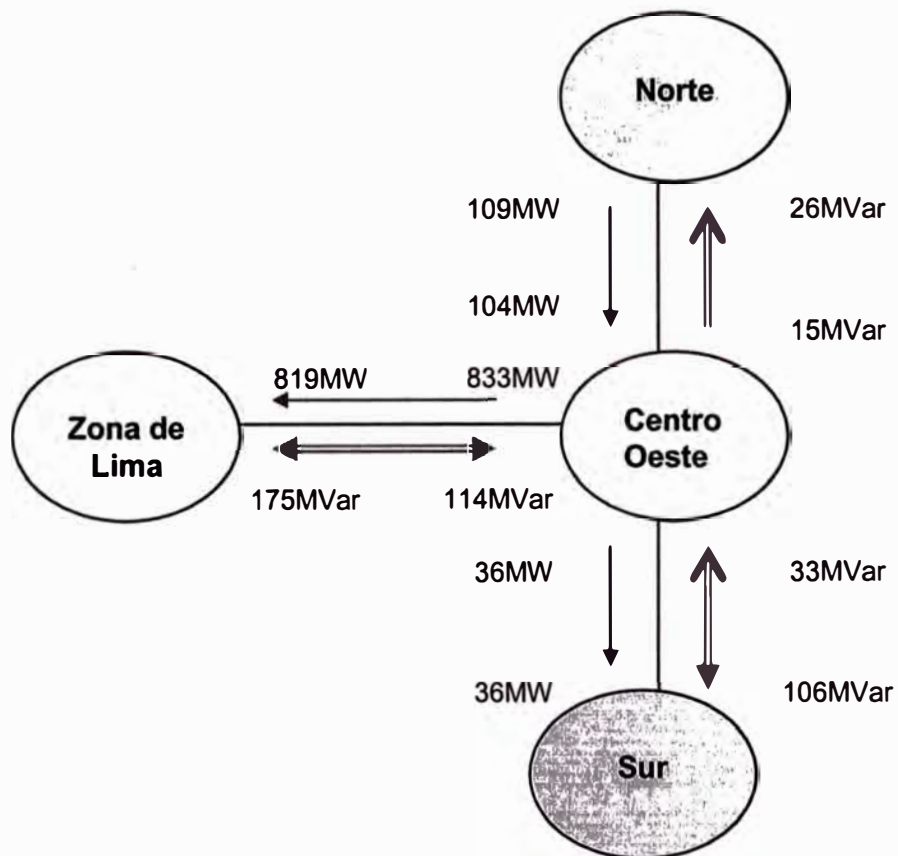 Norte
109MW
26MVar
104MW
15MVar
819MW
833MW
Zona de
Lima
Centro
Oeste
175MVar
114MVar
36MW
33MVar
36MW
106MVar
Sur